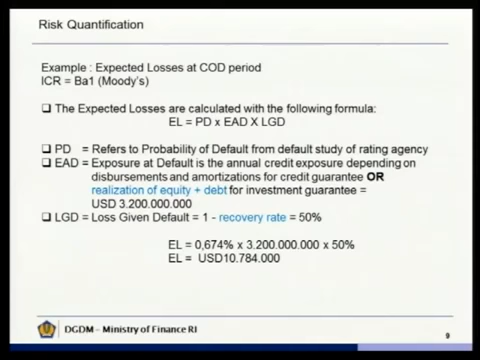 Risk Quantification
Example : Expected Losses at COD period
ICR = Ba1 (Moody's)
❑ The Expected Losses are calculated with the following formula:
EL = PD x EAD X LGD
❑ PD = Refers to Probability of Default from default study of rating agency
❑ EAD = Exposure at Default is the annual credit exposure depending on
disbursements and amortizations for credit guarantee OR
realization of equity + debt for investment guarantee =
USD 3.200.000.000
❑ LGD = Loss Given Default = 1 - recovery rate = 50%
EL = 0,674% x 3.200.000.000 x 50%
EL = USD10.784.000
DGDM – Ministry of Finance RI
9